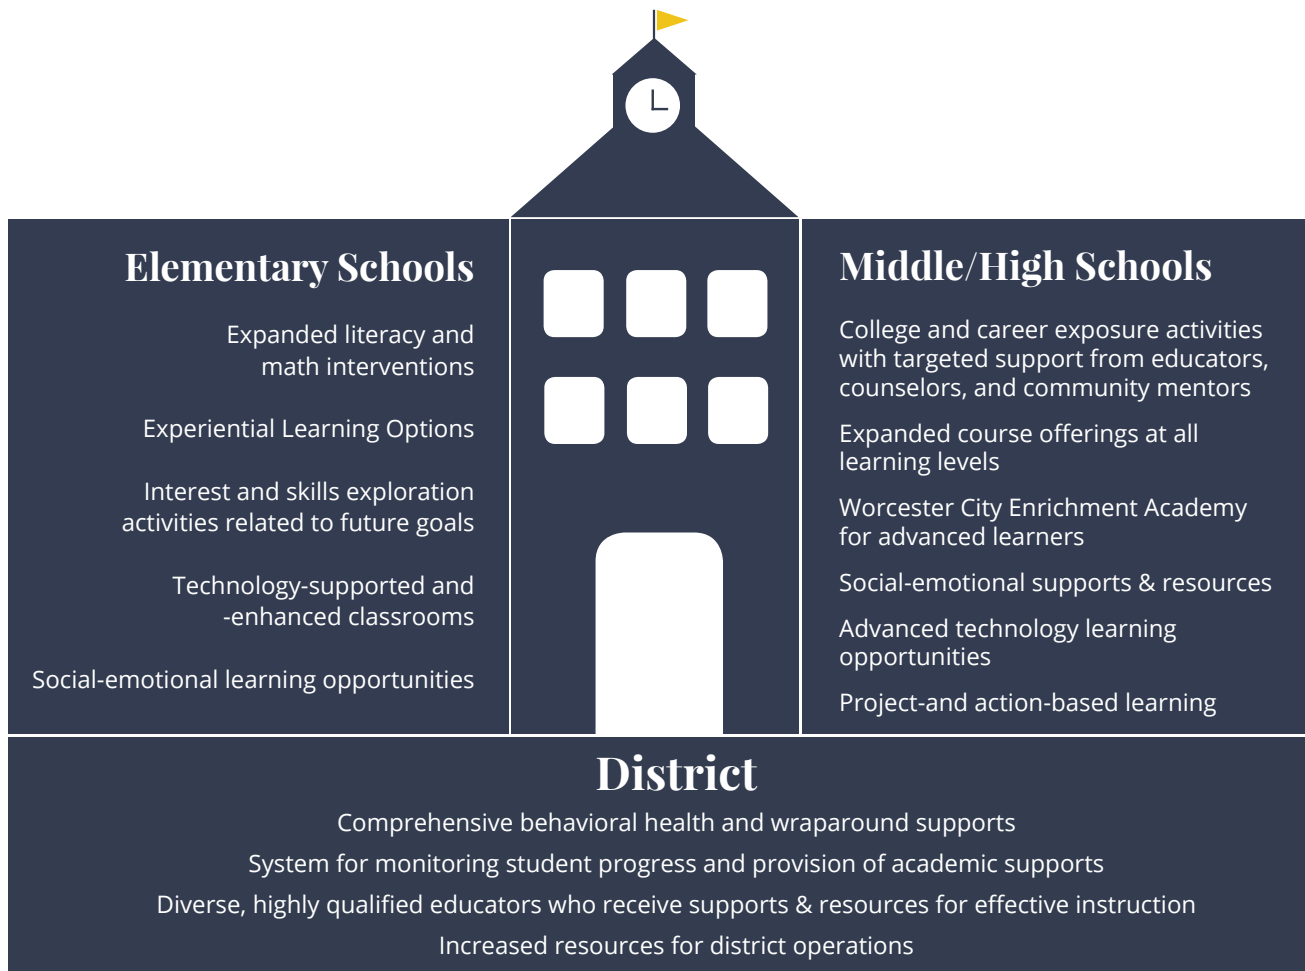 Elementary Schools
Expanded literacy and
math interventions
Experiential Learning Options
Interest and skills exploration
activities related to future goals
Technology-supported and
-enhanced classrooms
Social-emotional learning opportunities
Middle/High Schools
College and career exposure activities
with targeted support from educators,
counselors, and community mentors
Expanded course offerings at all
learning levels
Worcester City Enrichment Academy
for advanced learners
Social-emotional supports & resources
Advanced technology learning
opportunities
Project-and action-based learning
District
Comprehensive behavioral health and wraparound supports
System for monitoring student progress and provision of academic supports
Diverse, highly qualified educators who receive supports & resources for effective instruction
Increased resources for district operations